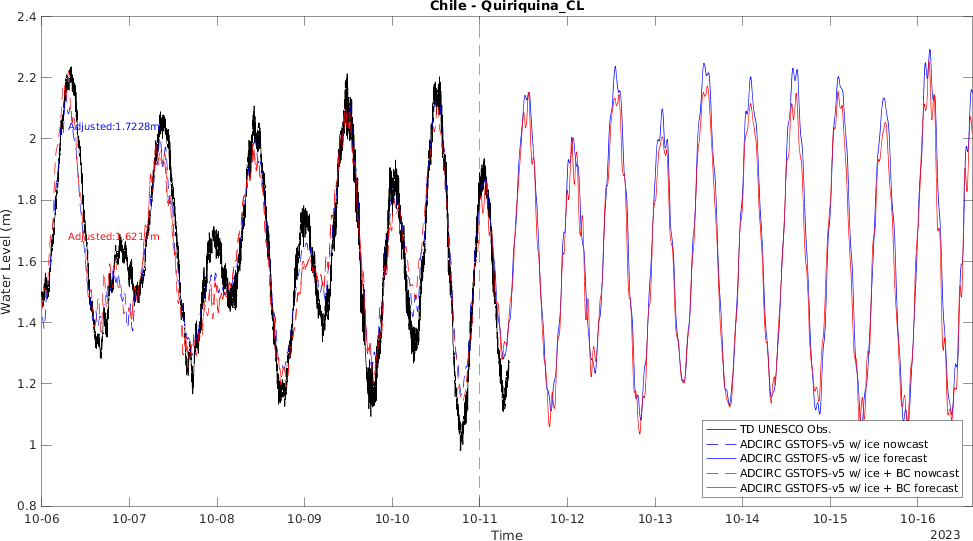 Chile - Quiriquina_CL
2.4
2.2
2
1.8
1.6
1.4
1.2
1
0.8
Water Level (m)
Adjusted:1.7228m
TD UNESCO Obs.
ADCIRC GSTOFS-v5 w/ ice nowcast
ADCIRC GSTOFS-v5 w/ ice forecast
ADCIRC GSTOFS-v5 w/ ice + BC nowcast
ADCIRC GSTOFS-v5 w/ ice + BC forecast
10-06 10-07 10-08 10-09 10-10 10-11 10-12 10-13 10-14 10-15 10-16
Time
2023